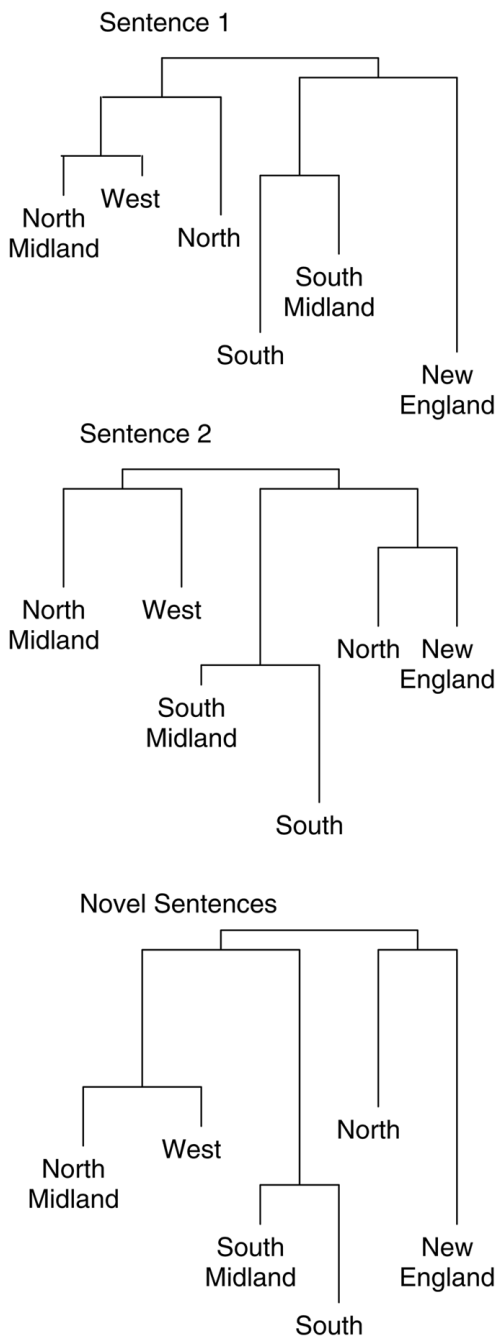 Sentence 1
North
Midland
West
North
South
Midland
South
New
England
Sentence 2
North
Midland
West
North
New
England
South
Midland
South
Novel Sentences
North
Midland
West
North
South
Midland
New
England
South